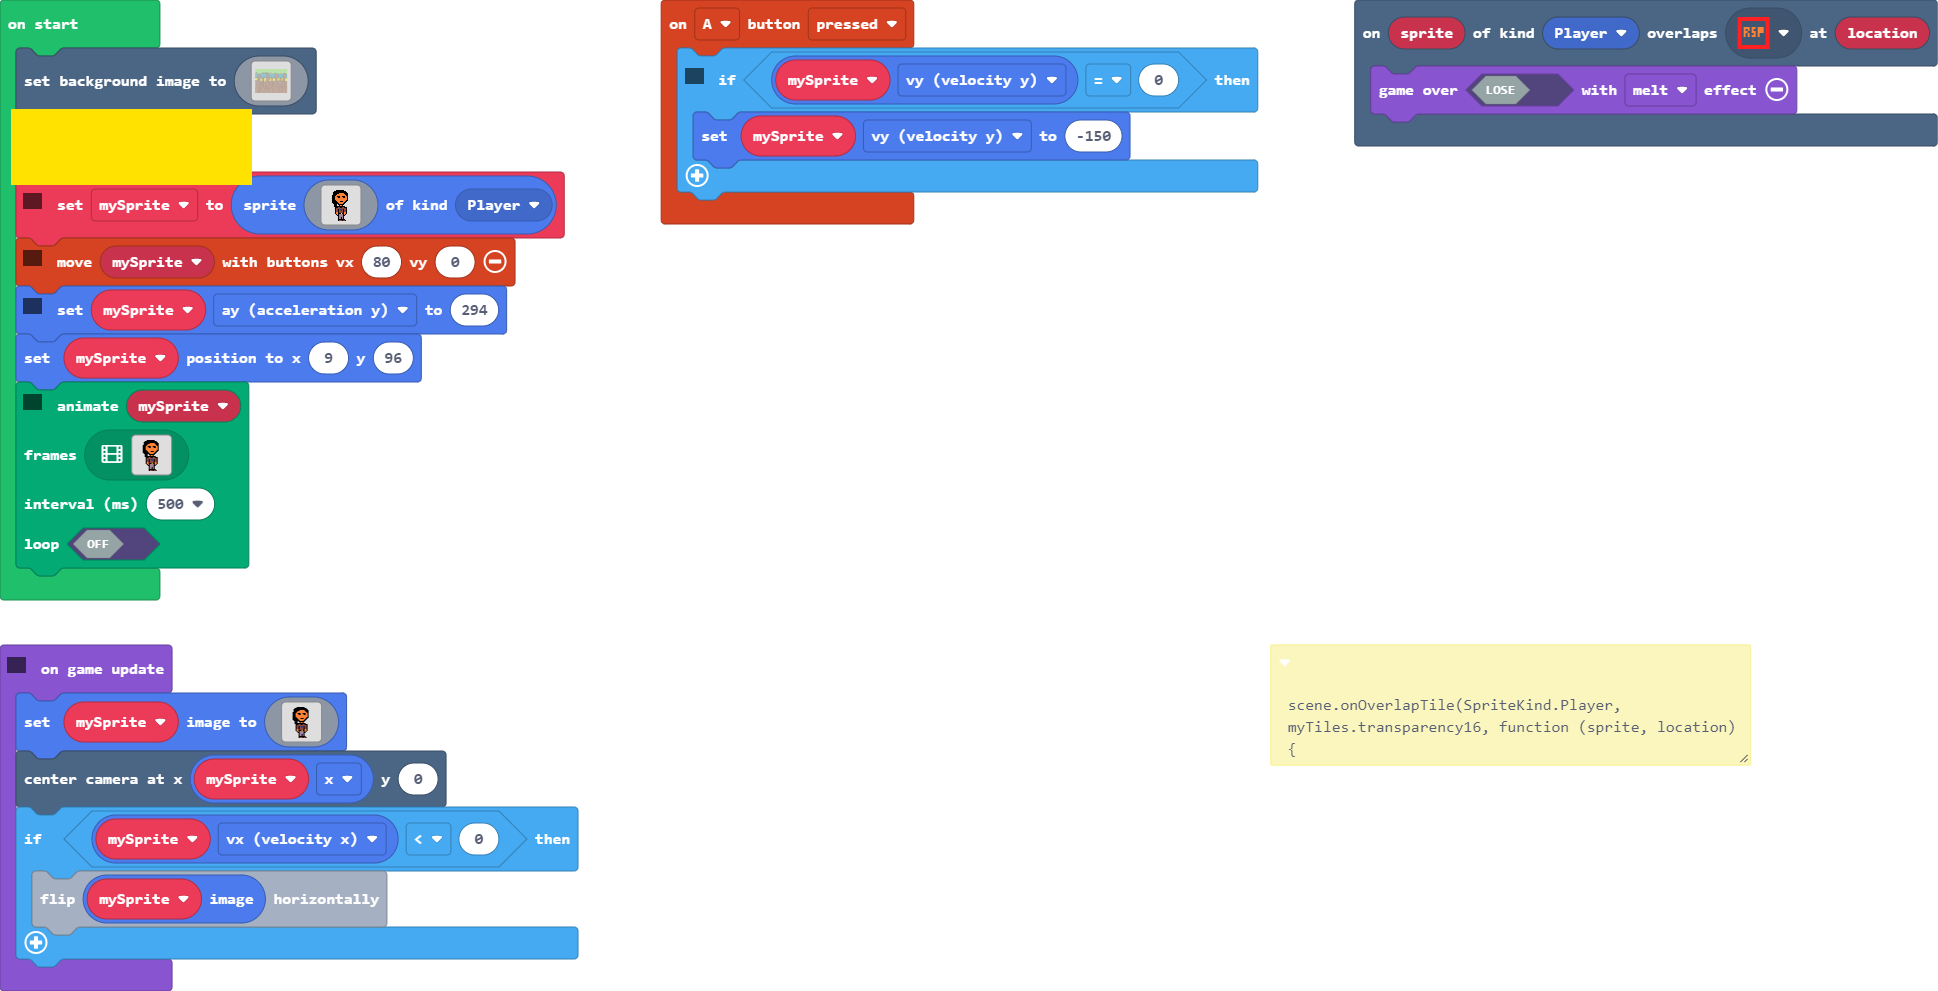 on start
set background image to
set mySprite to sprite of kind Player
move mySprite with buttons vx 80 vy 0
set mySprite ay (acceleration y) to 294
set mySprite position to x 9 y 96
animate mySprite
frames
interval (ms) 500
loop OFF
on A button pressed
if mySprite vy (velocity y) = 0 then
set mySprite vy (velocity y) to -150
on sprite of kind Player overlaps RSP at location
game over LOSE with melt effect
on game update
set mySprite image to
center camera at x mySprite x y 0
if mySprite vx (velocity x) < 0 then
flip mySprite image horizontally
scene.onOverlapTile(SpriteKind.Player,
myTiles.transparency16, function (sprite, location)
{